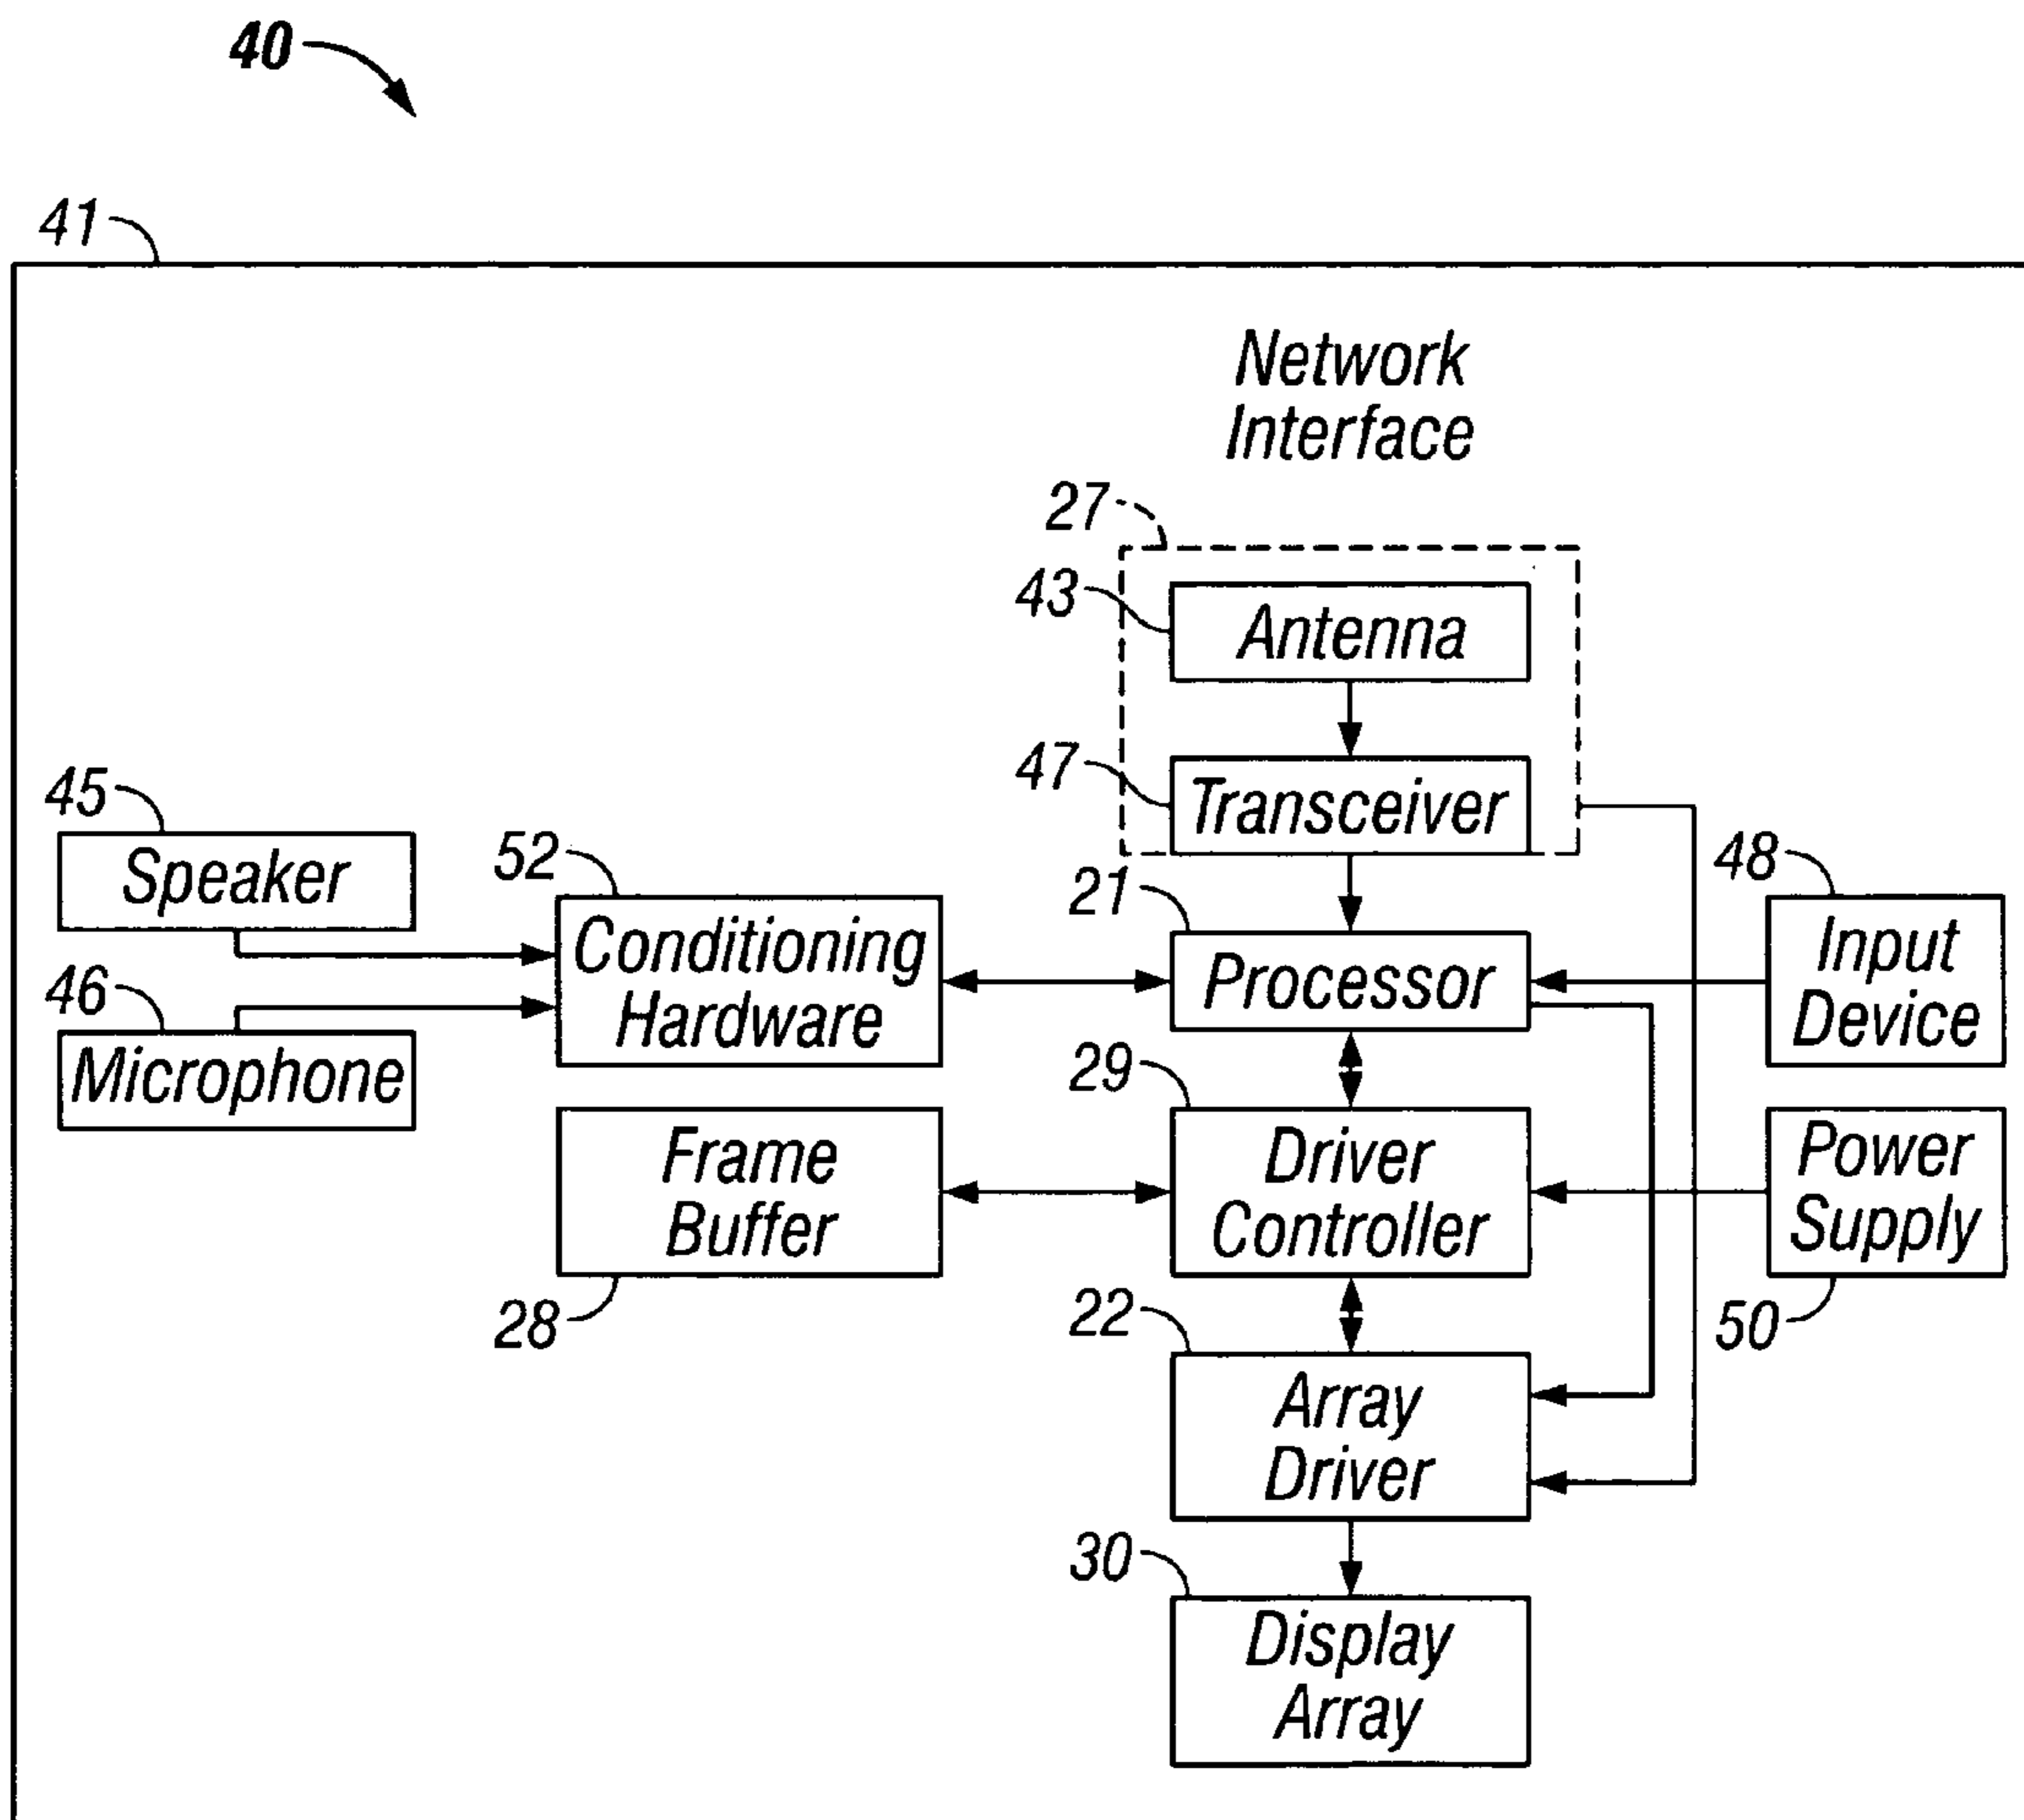 40
41
Network
Interface
27
43
Antenna
47
Transceiver
45
Speaker
52
Conditioning
Hardware
21
Processor
48
Input
Device
46
Microphone
29
Frame
Buffer
28
Driver
Controller
Power
Supply
50
22
Array
Driver
30
Display
Array